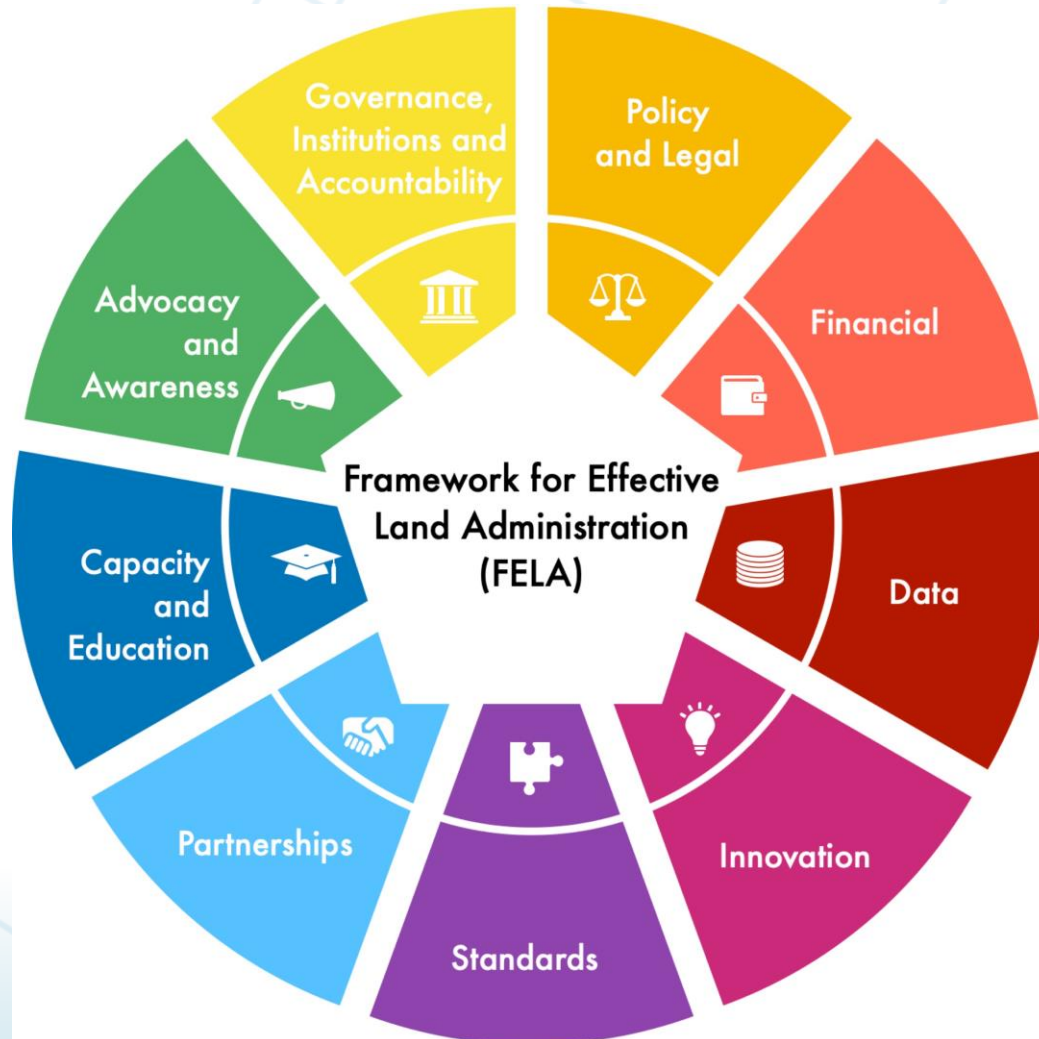 Governance,
Institutions and
Accountability
Policy
and Legal
Financial
Data
Innovation
Standards
Partnerships
Capacity
and
Education
Advocacy
and
Awareness
Framework for Effective
Land Administration
(FELA)